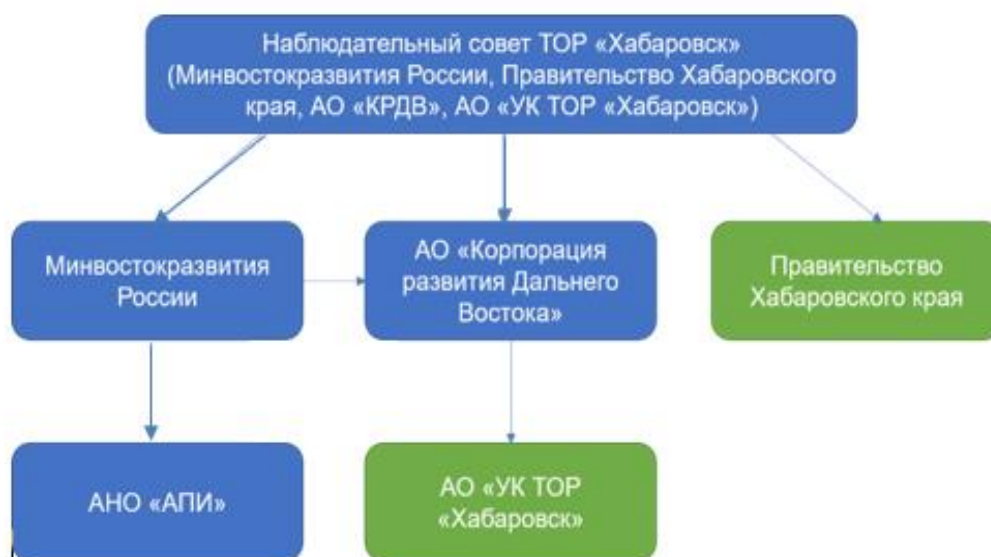 Наблюдательный совет ТОР «Хабаровск»
(Минвостокразвития России, Правительство Хабаровского
края, АО «КРДВ», АО «УК ТОР «Хабаровск»)
Минвостокразвития
России
АО «Корпорация
развития Дальнего
Востока»
Правительство
Хабаровского края
АНО «АПИ»
АО «УК ТОР
«Хабаровск»